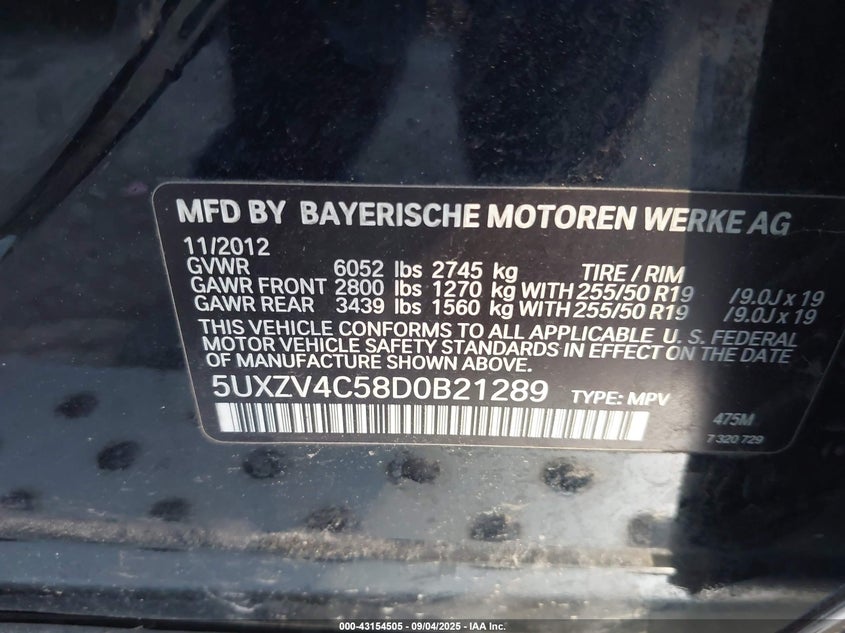 MFD BY BAYERISCHE MOTOREN WERKE AG
11/2012
GVWR 6052 lbs 2745 kg TIRE / RIM
GAWR FRONT 2800 lbs 1270 kg WITH 255/50 R19 /9.0J x 19
GAWR REAR 3439 lbs 1560 kg WITH 255/50 R19 /9.0J x 19
THIS VEHICLE CONFORMS TO ALL APPLICABLE U. S. FEDERAL
MOTOR VEHICLE SAFETY STANDARDS IN EFFECT ON THE DATE
OF MANUFACTURE SHOWN ABOVE.
5UXZV4C58D0B21289 TYPE: MPV
475M
7 320 729
000-43154505 - 09/04/2025 - IAA Inc.